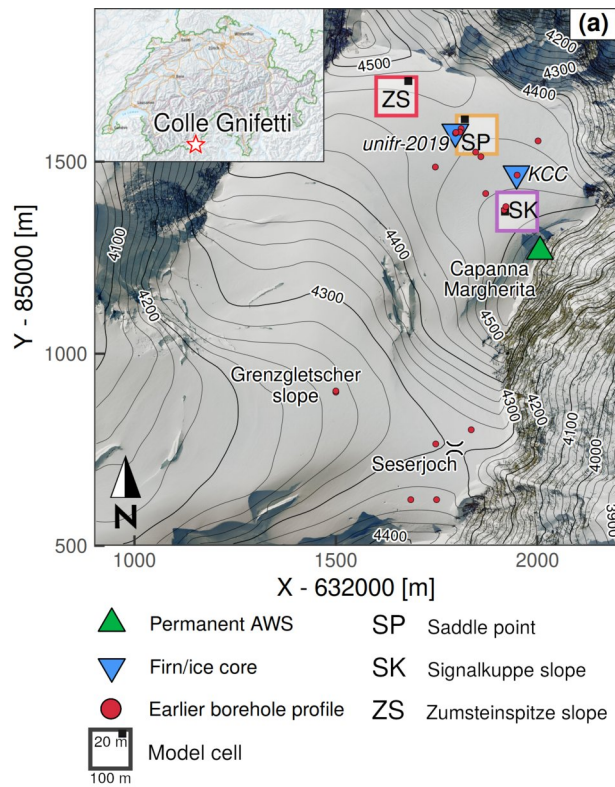 (a)
4200
4300
4400
4500
Colle Gnifetti
ZS
unifr-2019
SP
KCC
SK
1500
Y - 85000 [m]
4100
4400
Capanna
Margherita
4200
4300
4500
1000
Grenzgletscher
slope
4300
4200
4100
4000
Seserjoch
3900
N
4400
500
1000
1500
2000
X - 632000 [m]
Permanent AWS
SP Saddle point
Firn/ice core
SK Signalkuppe slope
Earlier borehole profile
ZS Zumsteinspitze slope
20 m
Model cell
100 m